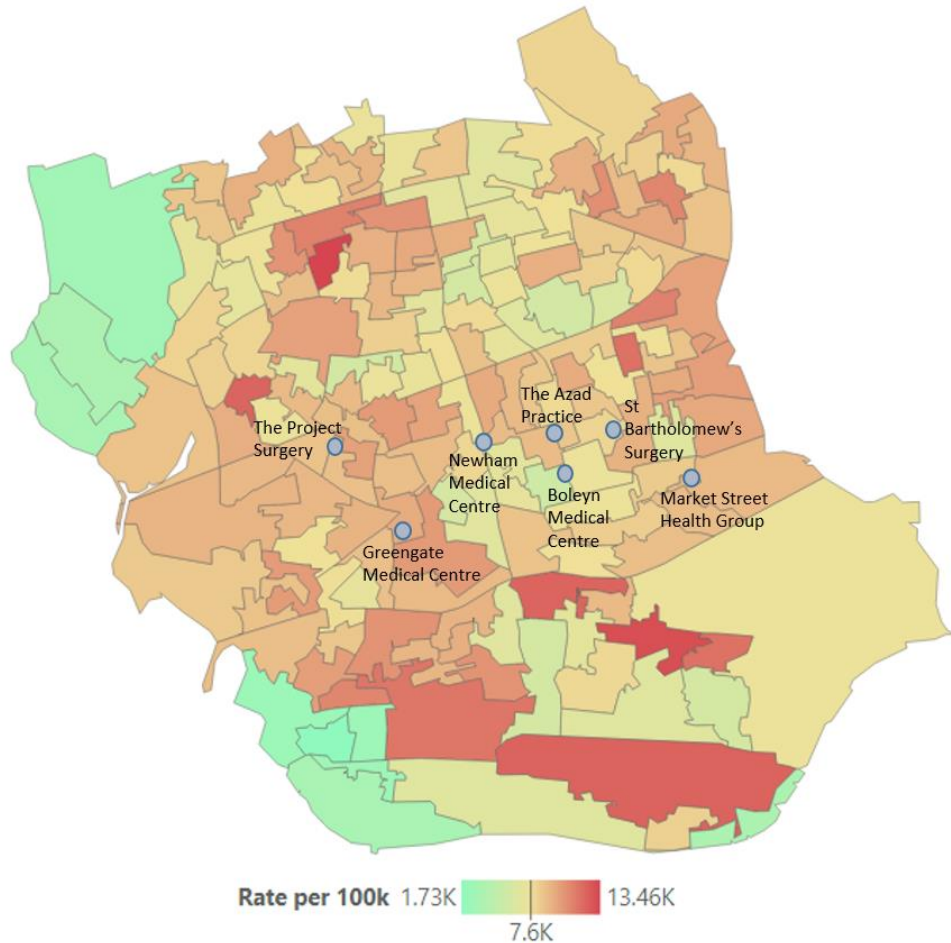 The Azad
Practice
St
Bartholomew's
Surgery
The Project
Surgery
Newham
Medical
Centre
Boleyn
Medical
Centre
Market Street
Health Group
Greengate
Medical Centre
Rate per 100k 1.73K 13.46K
7.6K